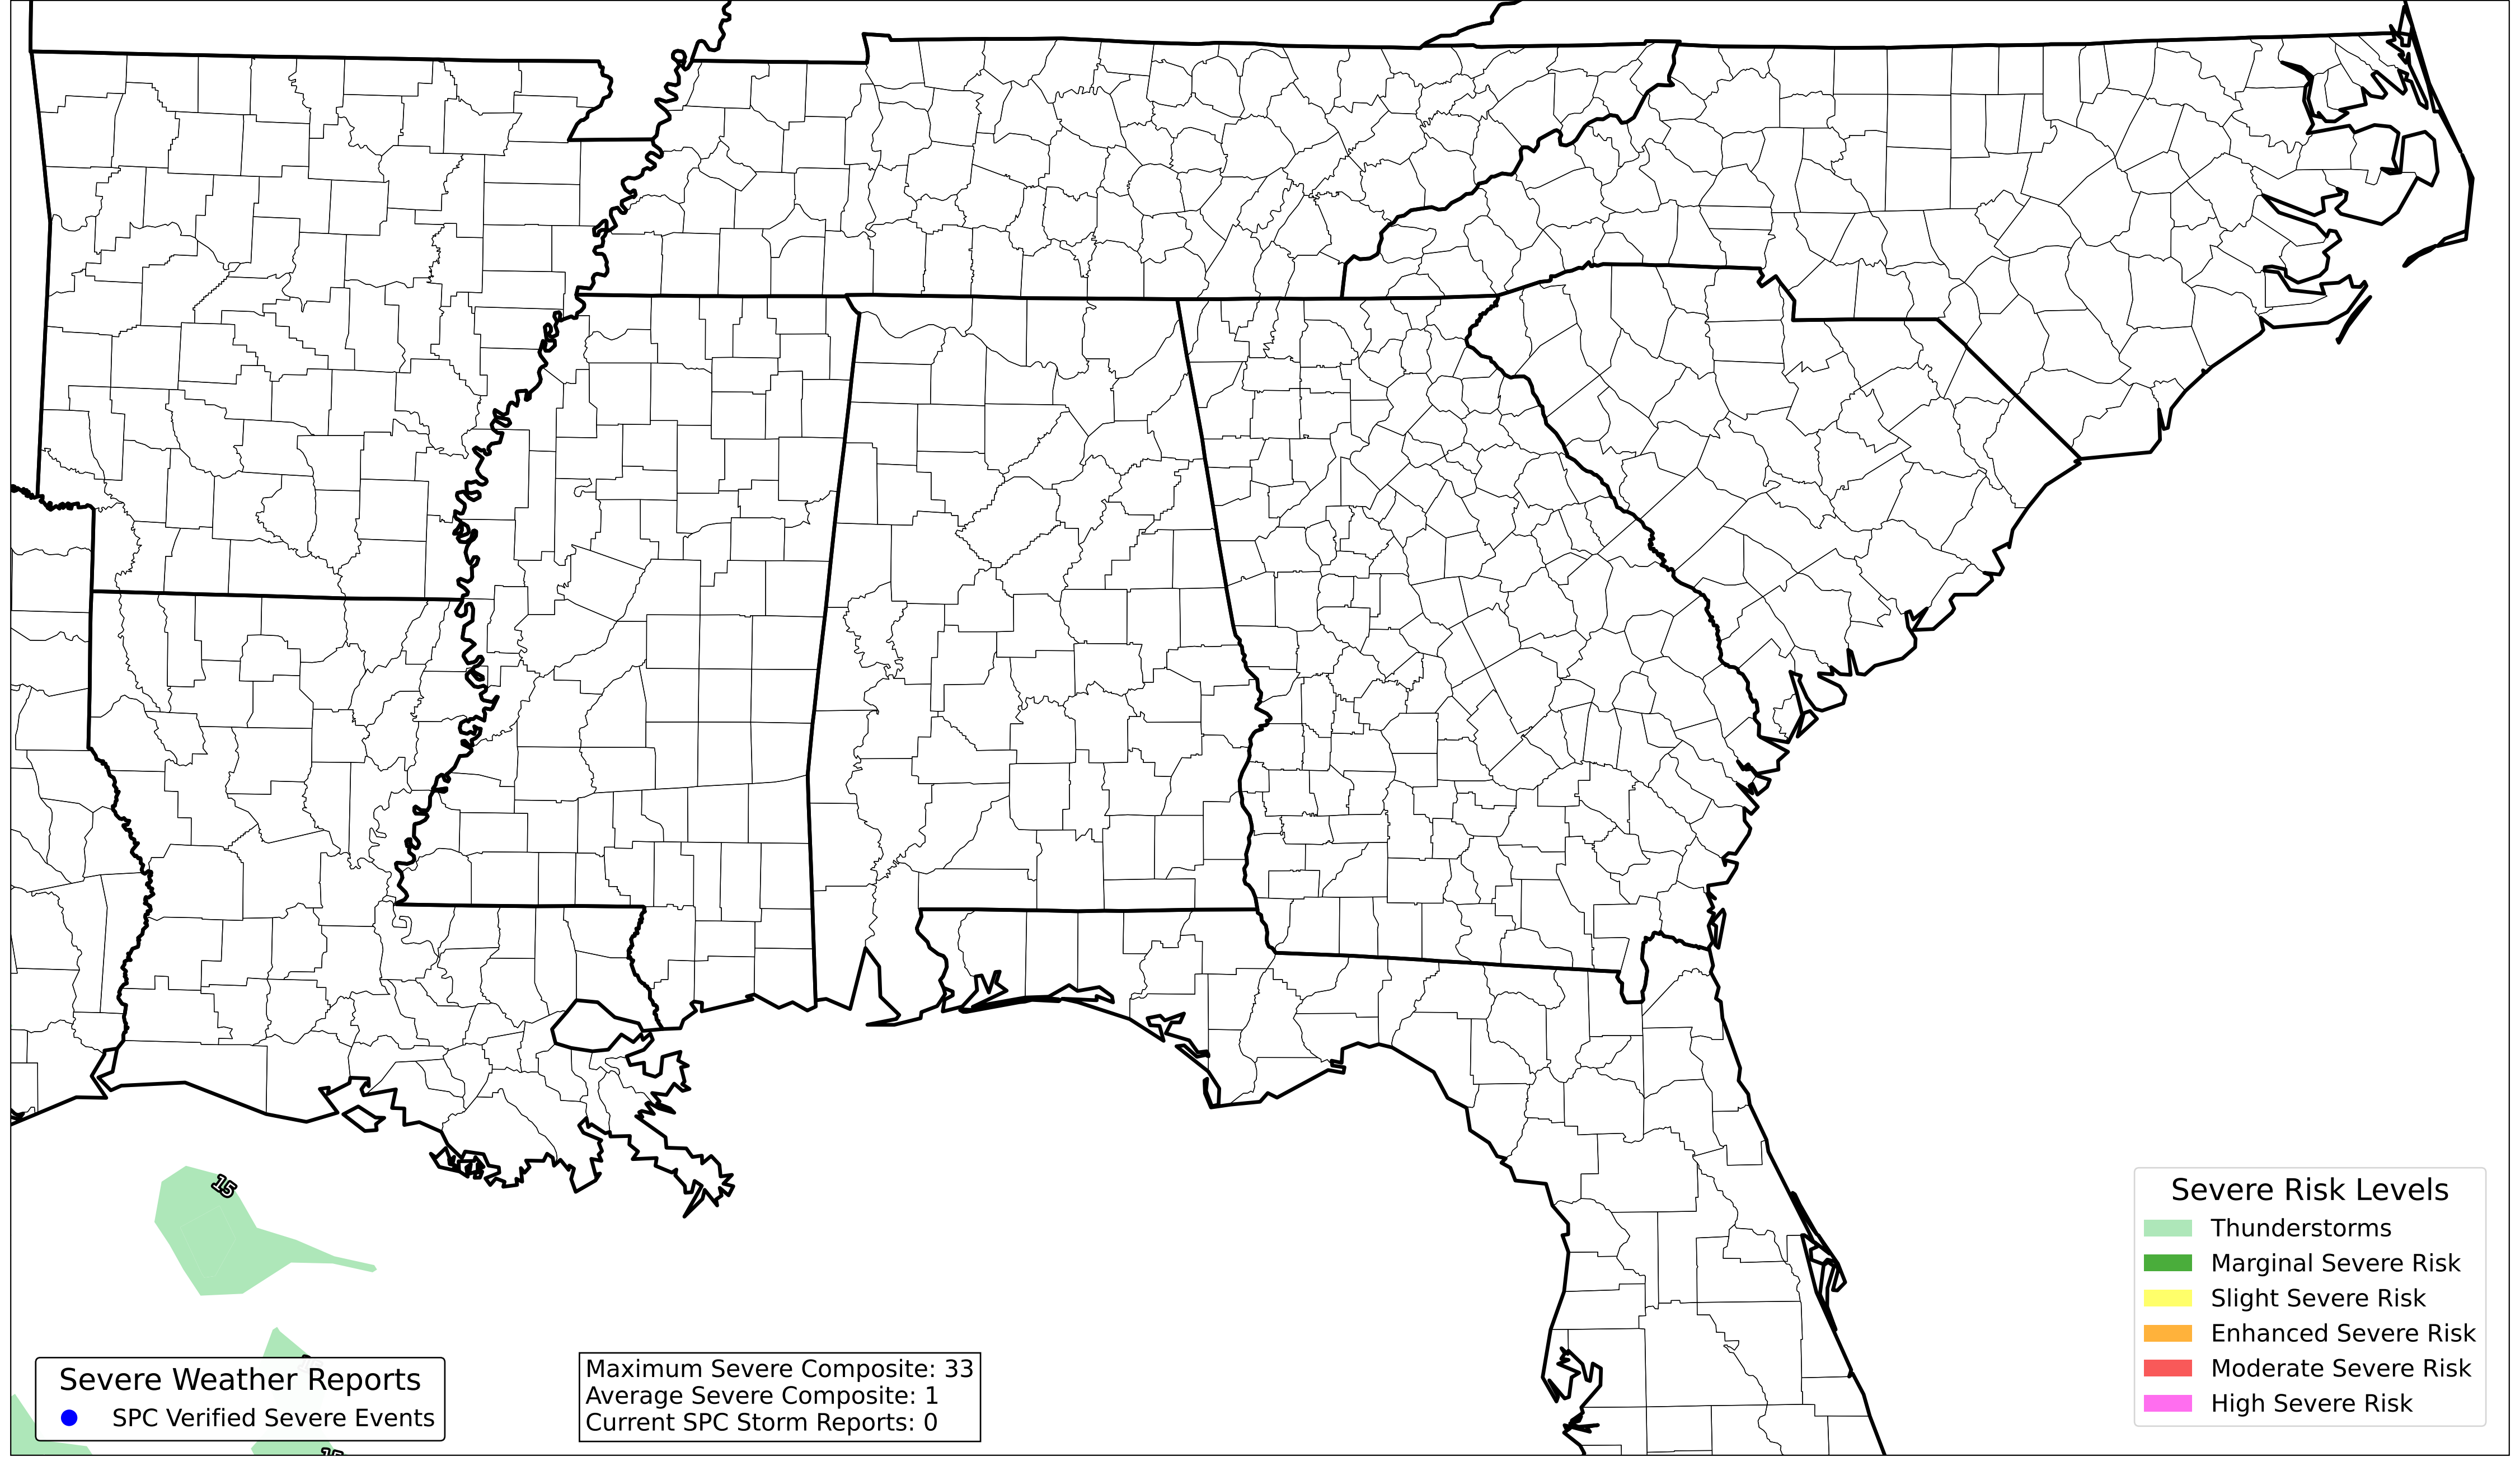 15
Severe Weather Reports
SPC Verified Severe Events
15
Maximum Severe Composite: 33
Average Severe Composite: 1
Current SPC Storm Reports: 0
Severe Risk Levels
Thunderstorms
Marginal Severe Risk
Slight Severe Risk
Enhanced Severe Risk
Moderate Severe Risk
High Severe Risk